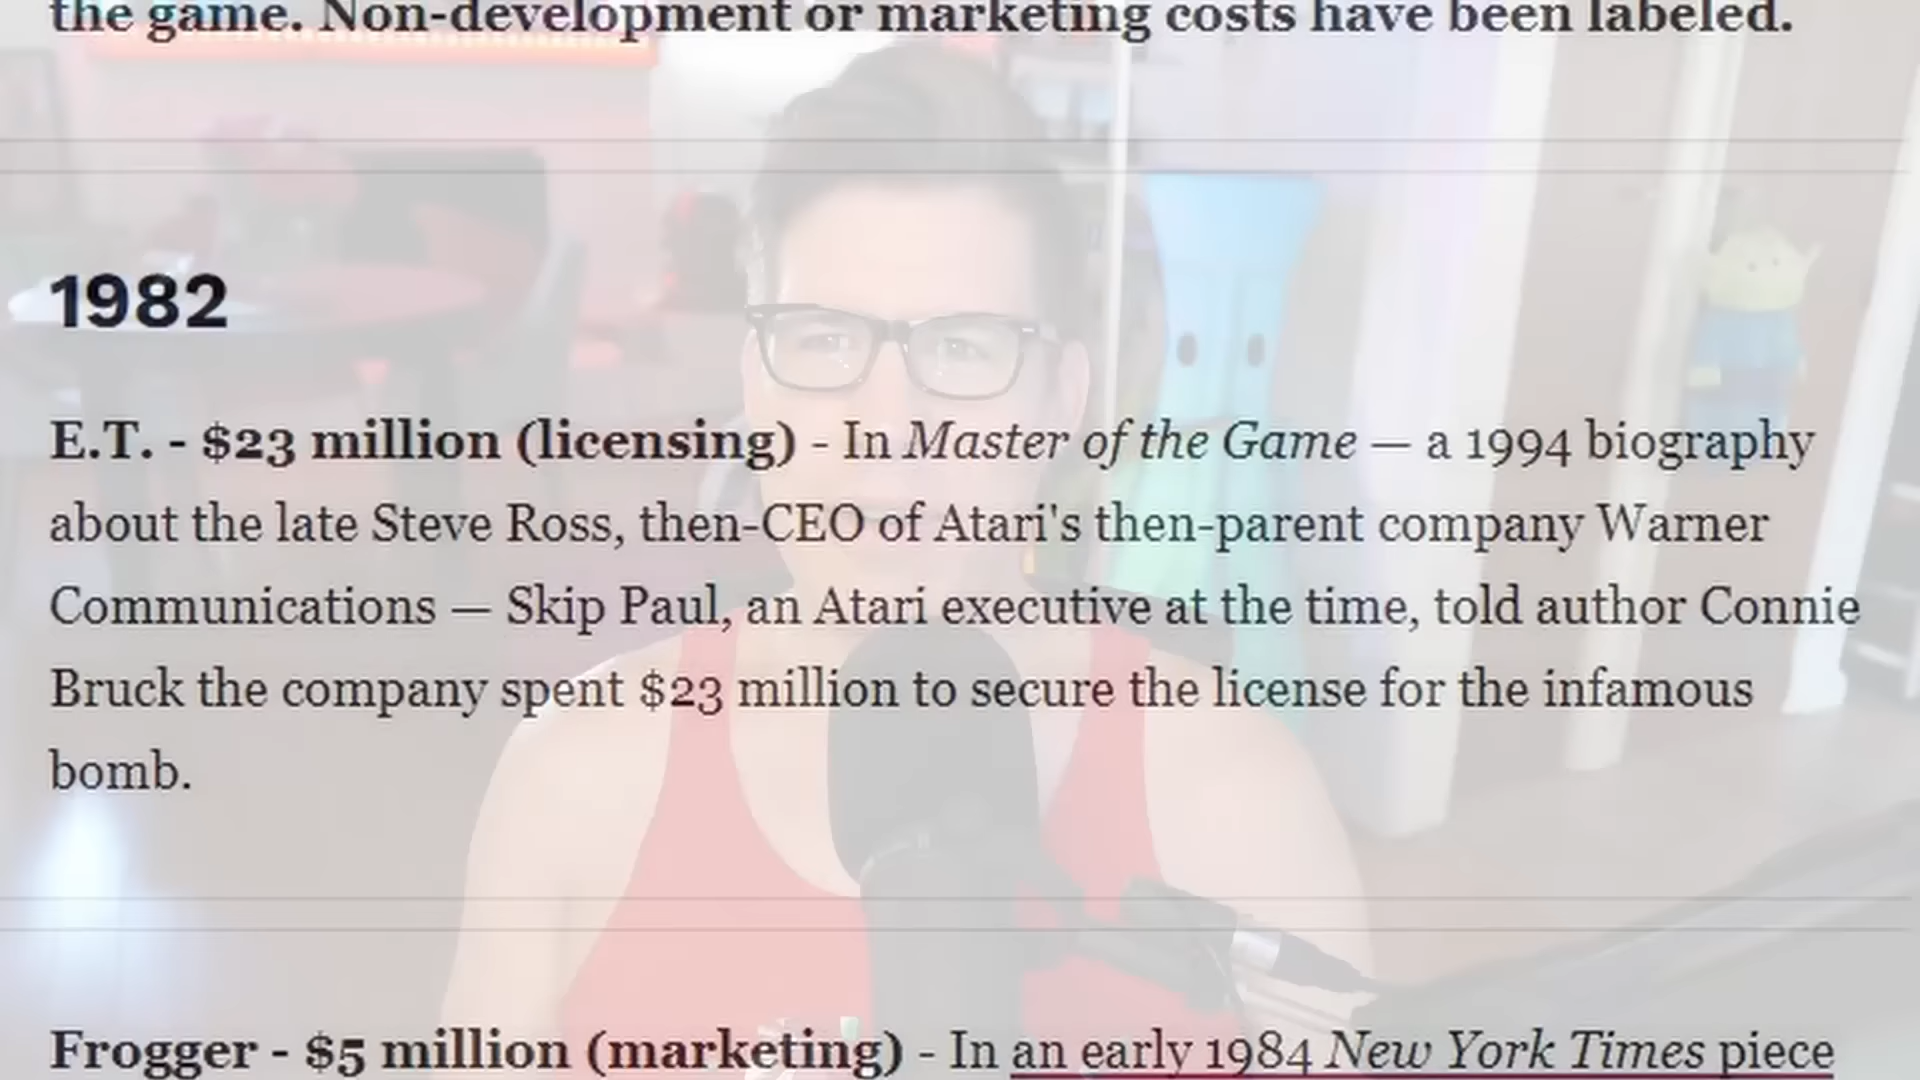 the game. Non-development or marketing costs have been labeled.
1982
E.T. - $23 million (licensing) - In Master of the Game — a 1994 biography
about the late Steve Ross, then-CEO of Atari's then-parent company Warner
Communications — Skip Paul, an Atari executive at the time, told author Connie
Bruck the company spent $23 million to secure the license for the infamous
bomb.
Frogger - $5 million (marketing) - In an early 1984 New York Times piece